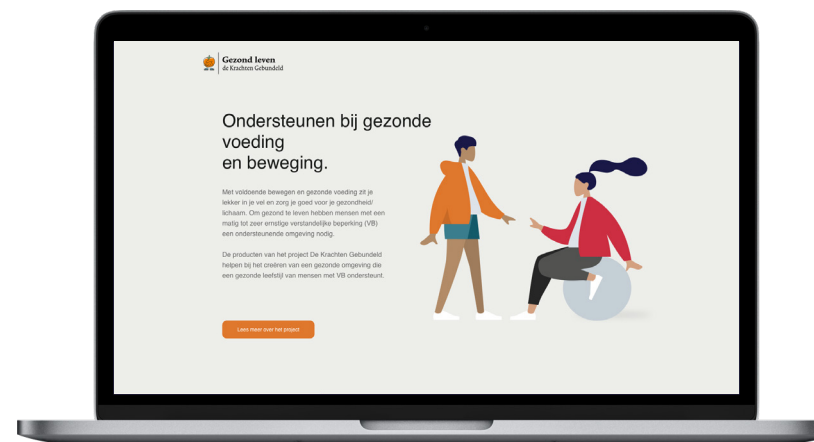 Gezond leven
de Krachten Gebundeld
Ondersteunen bij gezonde
voeding
en beweging.
Met voldoende bewegen en gezonde voeding zit je
lekker in je vel en zorg je goed voor je gezondheid/
lichaam. Om gezond te leven hebben mensen met een
matig tot zeer ernstige verstandelijke beperking (VB)
een ondersteunende omgeving nodig.
De producten van het project De Krachten Gebundeld
helpen bij het creëren van een gezonde omgeving die
een gezonde leefstijl van mensen met VB ondersteunt.
Lees meer over het project